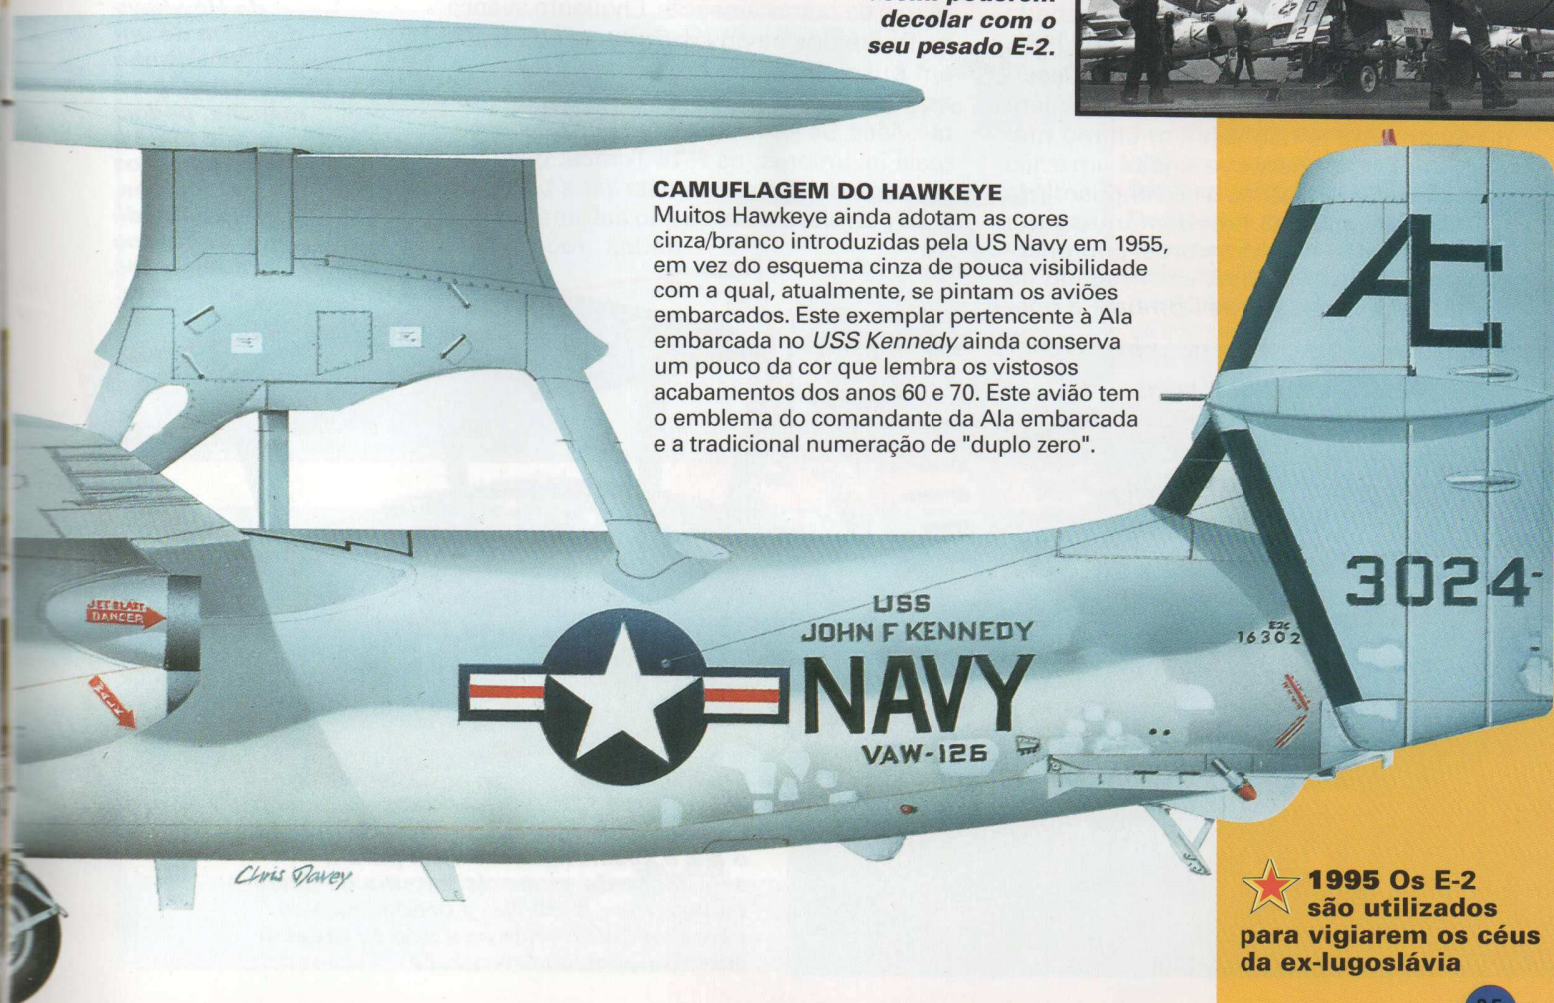 decolar com o
seu pesado E-2.
CAMUFLAGEM DO HAWKEYE
Muitos Hawkeye ainda adotam as cores
cinza/branco introduzidas pela US Navy em 1955,
em vez do esquema cinza de pouca visibilidade
com a qual, atualmente, se pintam os aviões
embarcados. Este exemplar pertencente à Ala
embarcada no USS Kennedy ainda conserva
um pouco da cor que lembra os vistosos
acabamentos dos anos 60 e 70. Este avião tem
o emblema do comandante da Ala embarcada
e a tradicional numeração de "duplo zero".
AE
3024-
E2C
16302
USS
JOHN F KENNEDY
NAVY
VAW-126
JET BLAST
DANGER
Chris Davey
1995 Os E-2
são utilizados
para vigiarem os céus
da ex-Iugoslávia